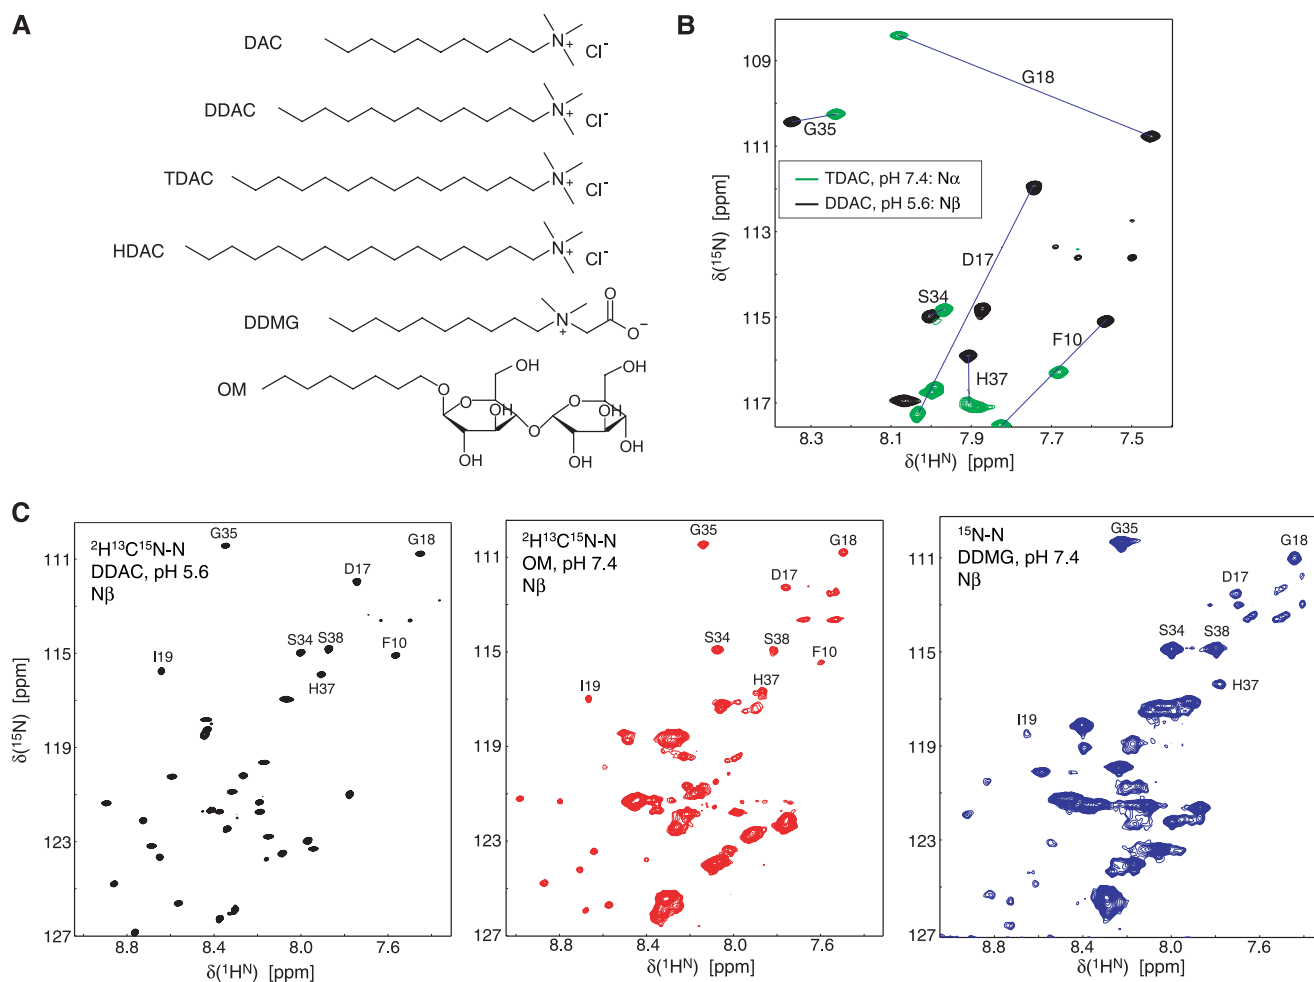 A
DAC
N
+
Cl-
DDAC
N
+
Cl-
TDAC
N
+
Cl-
HDAC
N
+
Cl-
DDMG
N
+
O
O−
OM
O
O
OH
OH
OH
OH
O
O
OH
OH
OH
OH
B
109
111
113
115
117
δ(15N) [ppm]
G18
G35
TDAC, pH 7.4: Nα
DDAC, pH 5.6: Nβ
D17
S34
F10
H37
8.3
8.1
7.9
7.7
7.5
δ(1HN) [ppm]
C
2H13C15N-N
DDAC, pH 5.6
Nβ
G35
G18
D17
S34
S38
F10
I19
H37
111
115
119
123
127
δ(15N) [ppm]
8.8
8.4
8.0
7.6
δ(1HN) [ppm]
2H13C15N-N
OM, pH 7.4
Nβ
G35
G18
D17
S34
S38
F10
I19
H37
111
115
119
123
127
8.8
8.4
8.0
7.6
δ(1HN) [ppm]
15N-N
DDMG, pH 7.4
Nβ
G35
G18
D17
S34
S38
H37
I19
111
115
119
123
127
8.8
8.4
8.0
7.6
δ(1HN) [ppm]